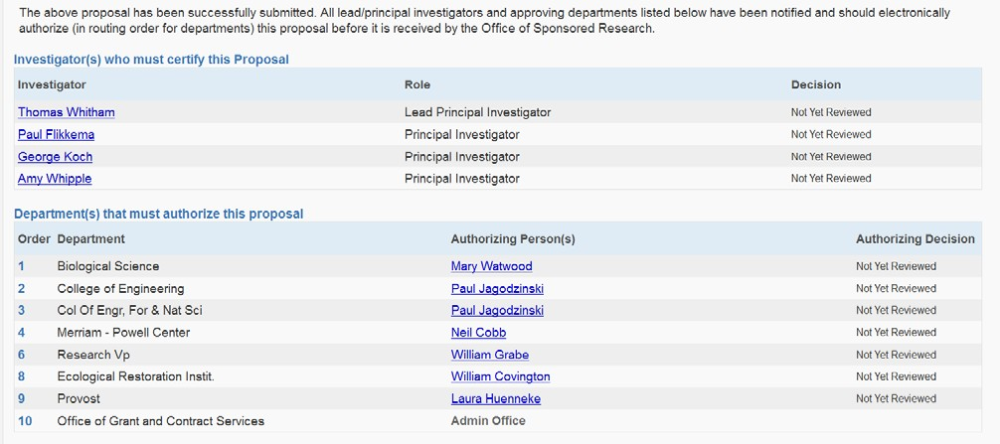 The above proposal has been successfully submitted. All lead/principal investigators and approving departments listed below have been notified and should electronically
authorize (in routing order for departments) this proposal before it is received by the Office of Sponsored Research.
Investigator(s) who must certify this Proposal
Investigator Role Decision
Thomas Whitham Lead Principal Investigator Not Yet Reviewed
Paul Flikkema Principal Investigator Not Yet Reviewed
George Koch Principal Investigator Not Yet Reviewed
Amy Whipple Principal Investigator Not Yet Reviewed
Department(s) that must authorize this proposal
Order Department Authorizing Person(s) Authorizing Decision
1 Biological Science Mary Watwood Not Yet Reviewed
2 College of Engineering Paul Jagodzinski Not Yet Reviewed
3 Col Of Engr, For & Nat Sci Paul Jagodzinski Not Yet Reviewed
4 Merriam - Powell Center Neil Cobb Not Yet Reviewed
6 Research Vp William Grabe Not Yet Reviewed
8 Ecological Restoration Instit. William Covington Not Yet Reviewed
9 Provost Laura Huenneke Not Yet Reviewed
10 Office of Grant and Contract Services Admin Office